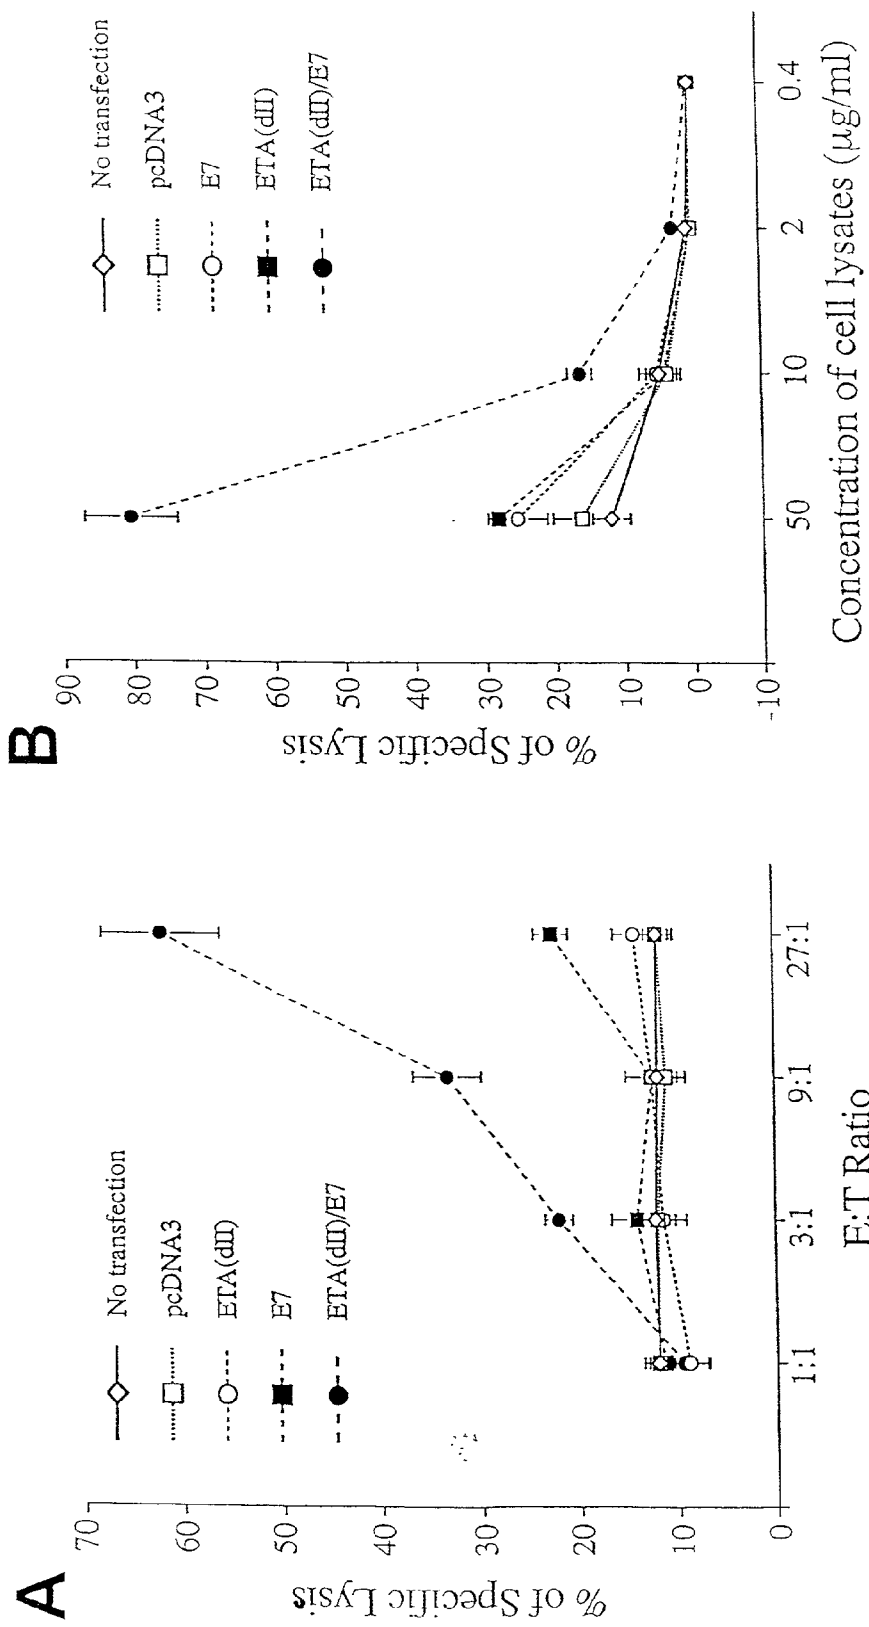 A
% of Specific Lysis
70
60
50
40
30
20
10
0
No transfection
pcDNA3
ETA(dII)
E7
ETA(dII)/E7
1:1
3:1
9:1
27:1
E:T Ratio
B
% of Specific Lysis
90
80
70
60
50
40
30
20
10
0
-10
No transfection
pcDNA3
E7
ETA(dII)
ETA(dII)/E7
50
10
2
0.4
Concentration of cell lysates (µg/ml)